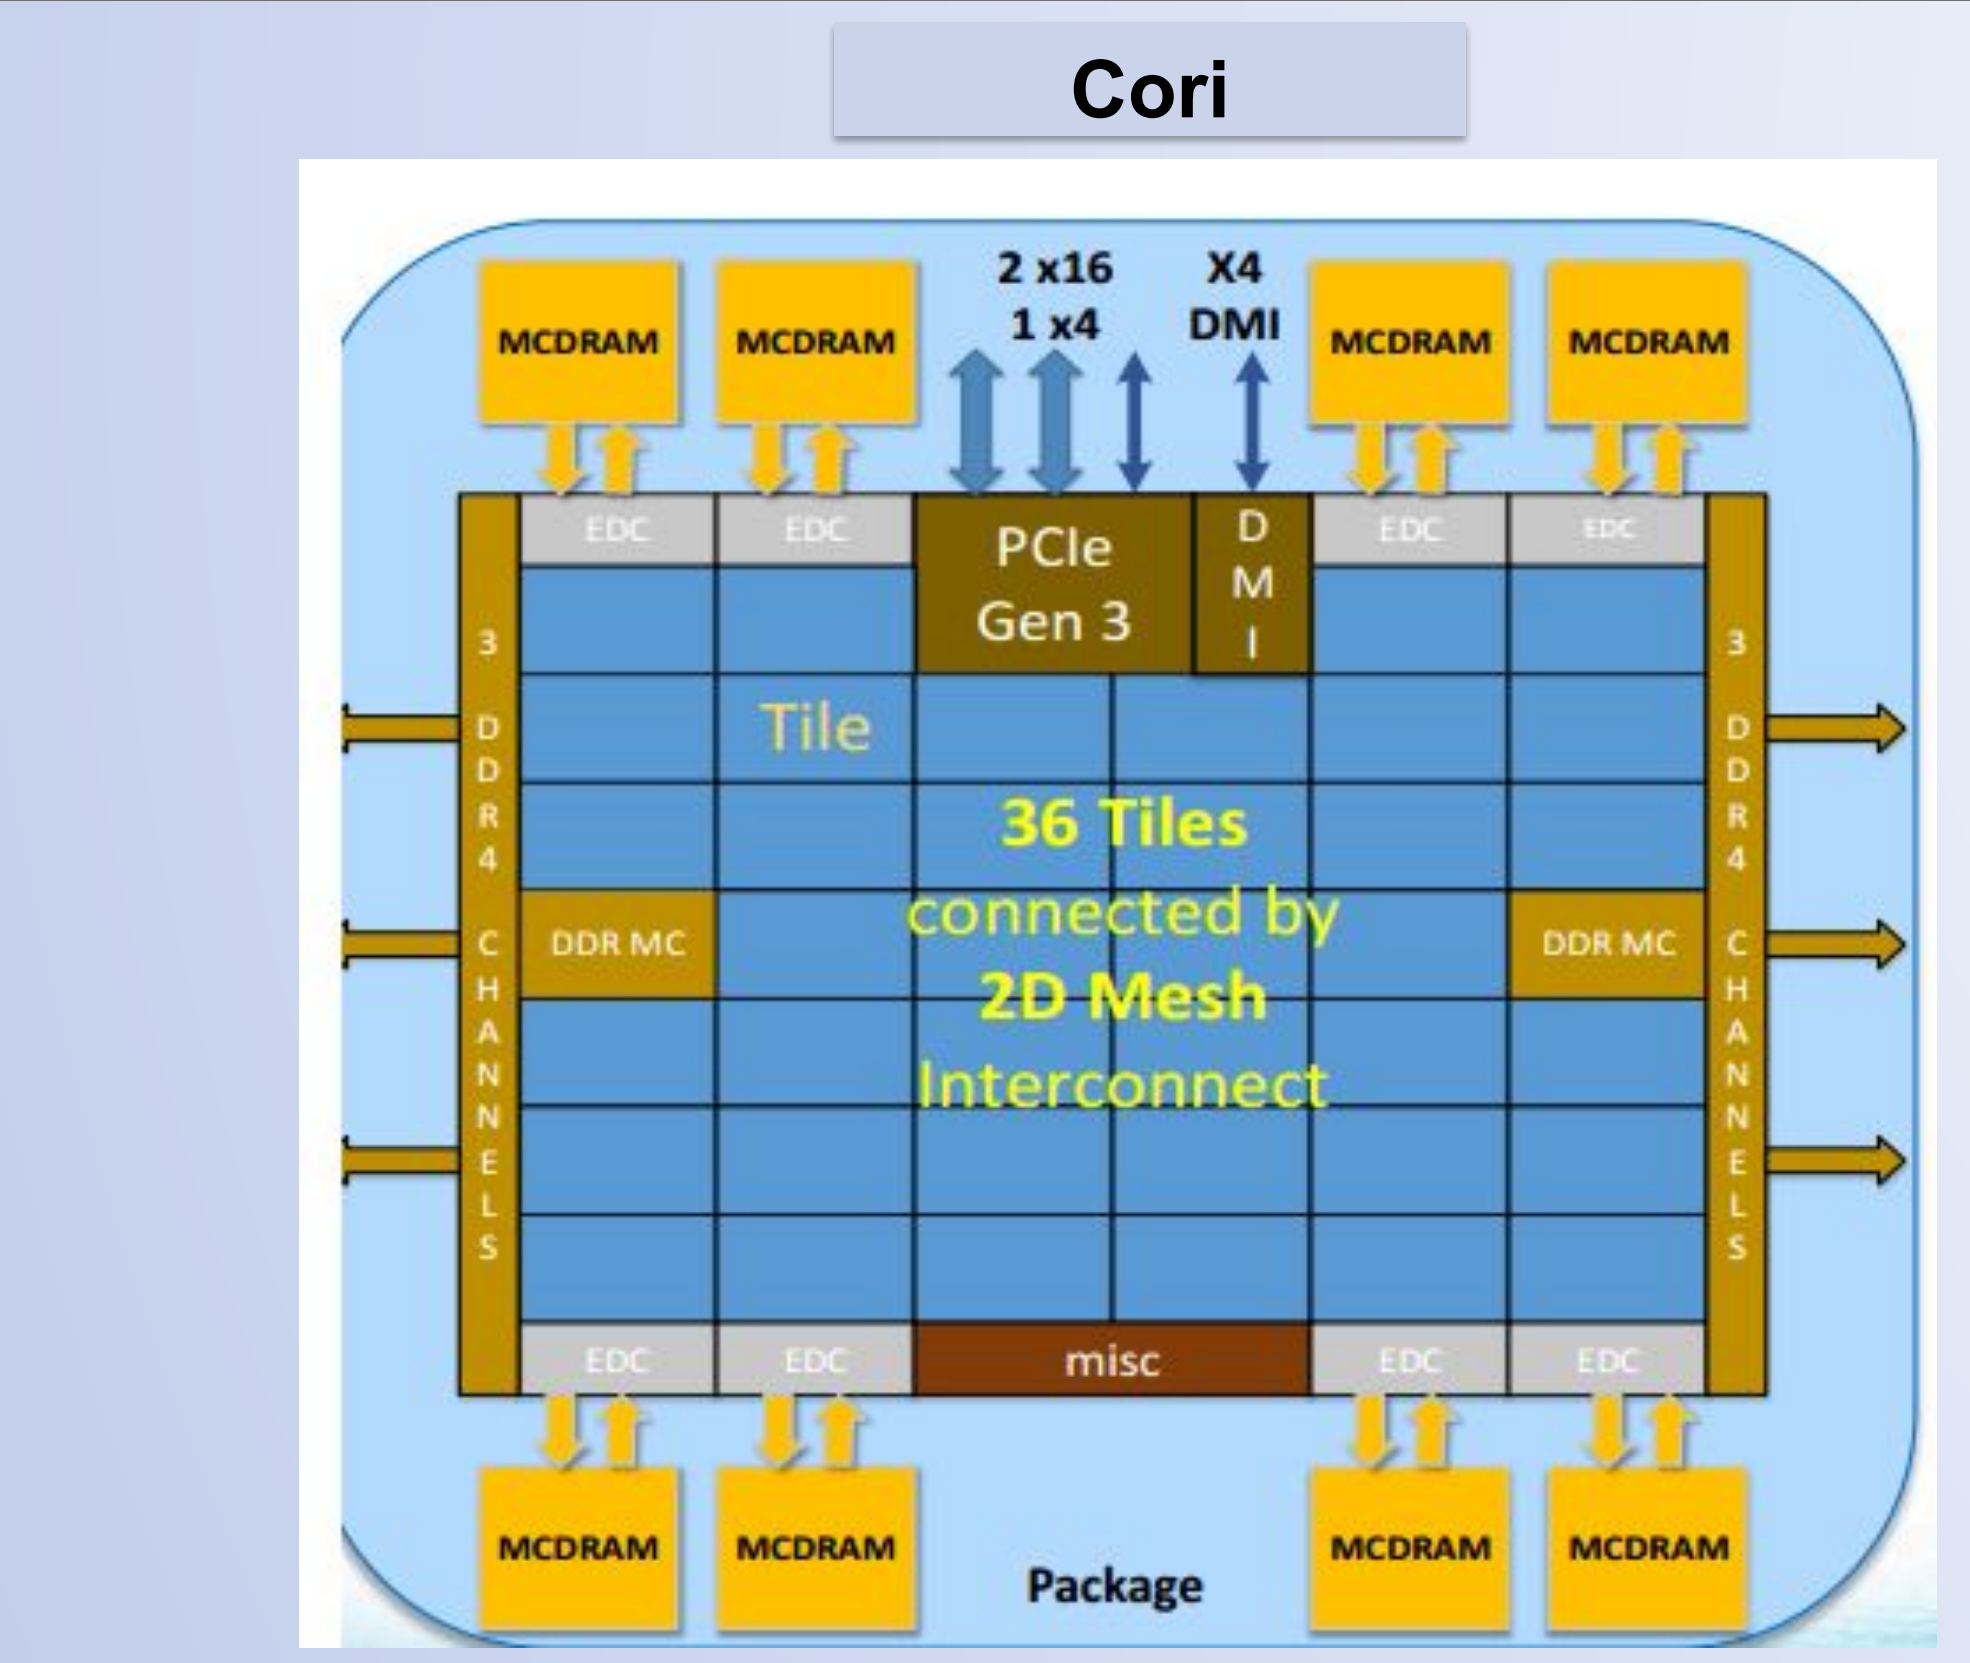 Cori
2 x16
1 x4
X4
DMI
MCDRAM
MCDRAM
MCDRAM
MCDRAM
EDC
EDC
PCIe
Gen 3
DMI
EDC
EDC
3 DDR4 CHANNELS
Tile
36 Tiles
connected by
2D Mesh
Interconnect
DDR MC
DDR MC
3 DDR4 CHANNELS
EDC
EDC
misc
EDC
EDC
MCDRAM
MCDRAM
Package
MCDRAM
MCDRAM